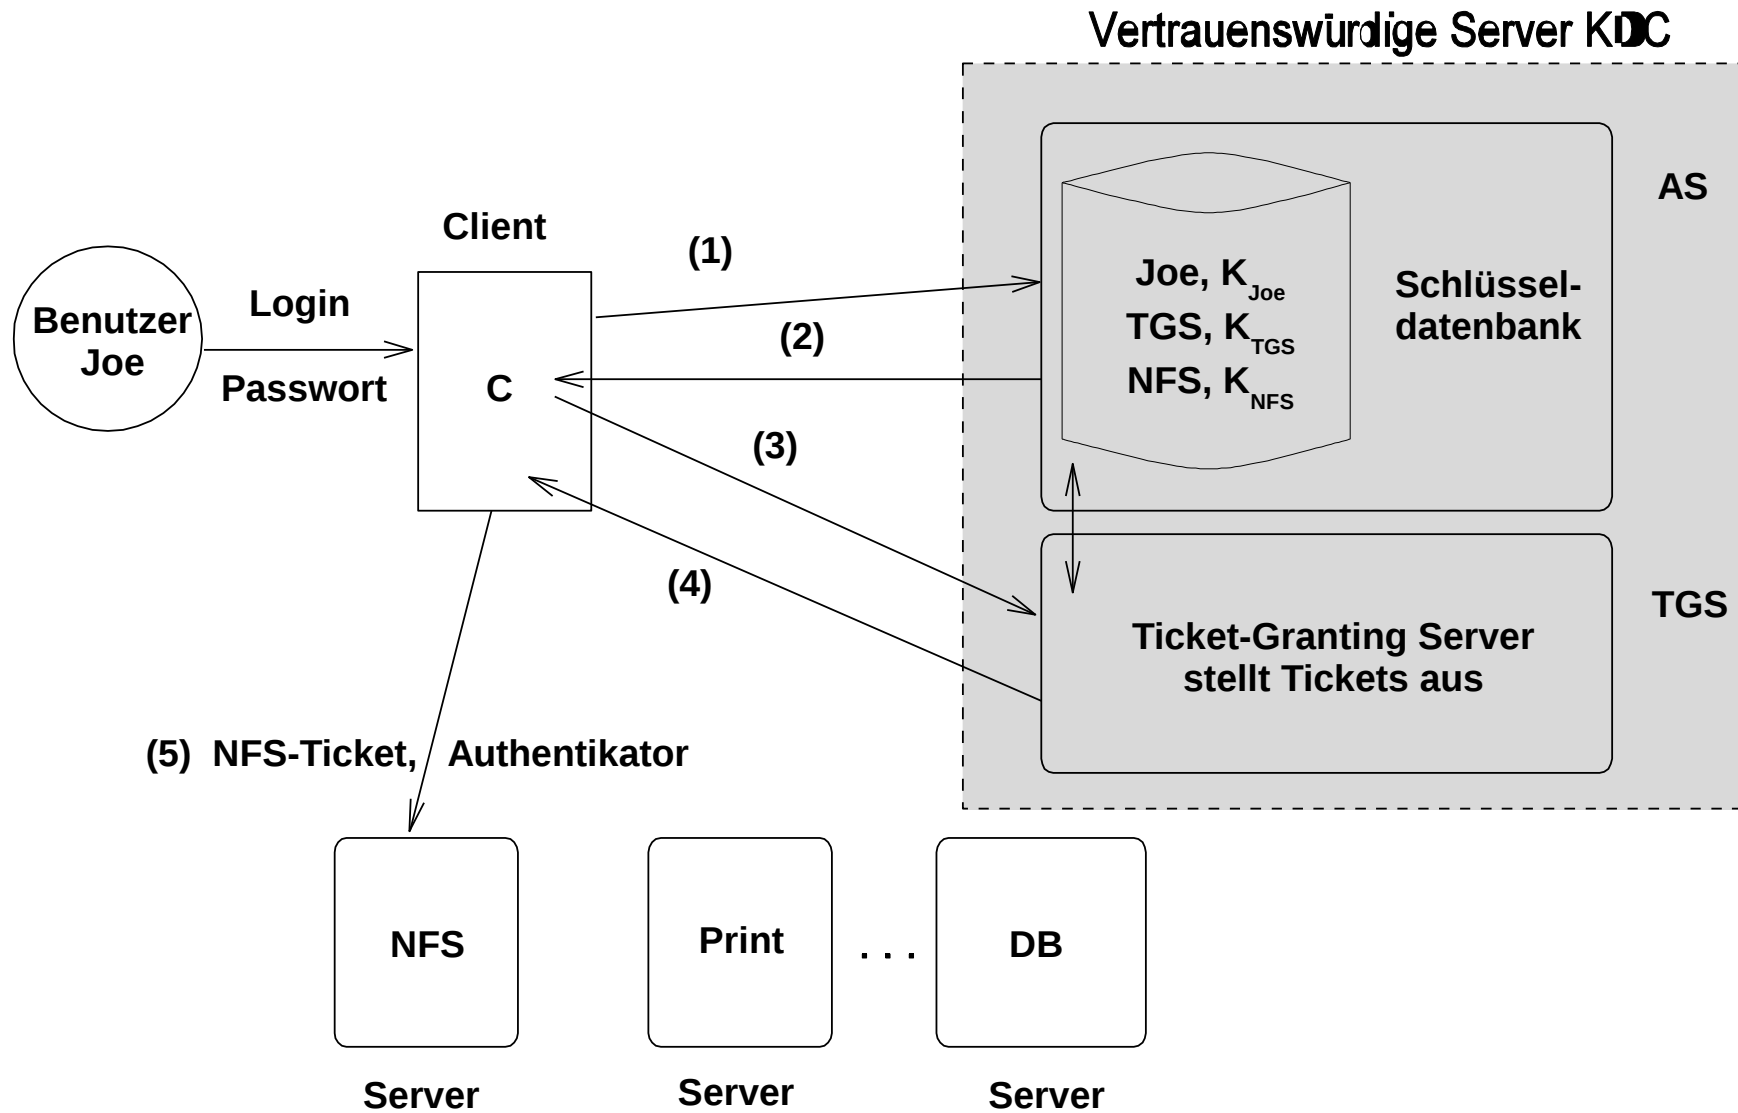 Vertrauenswürdige Server KDC
AS
Client
(1)
Benutzer
Joe
Login
Passwort
C
(2)
Joe, K Joe
TGS, K TGS
NFS, K NFS
Schlüssel-
datenbank
(3)
(4)
TGS
Ticket-Granting Server
stellt Tickets aus
(5) NFS-Ticket, Authentikator
NFS
Print
. . .
DB
Server
Server
Server